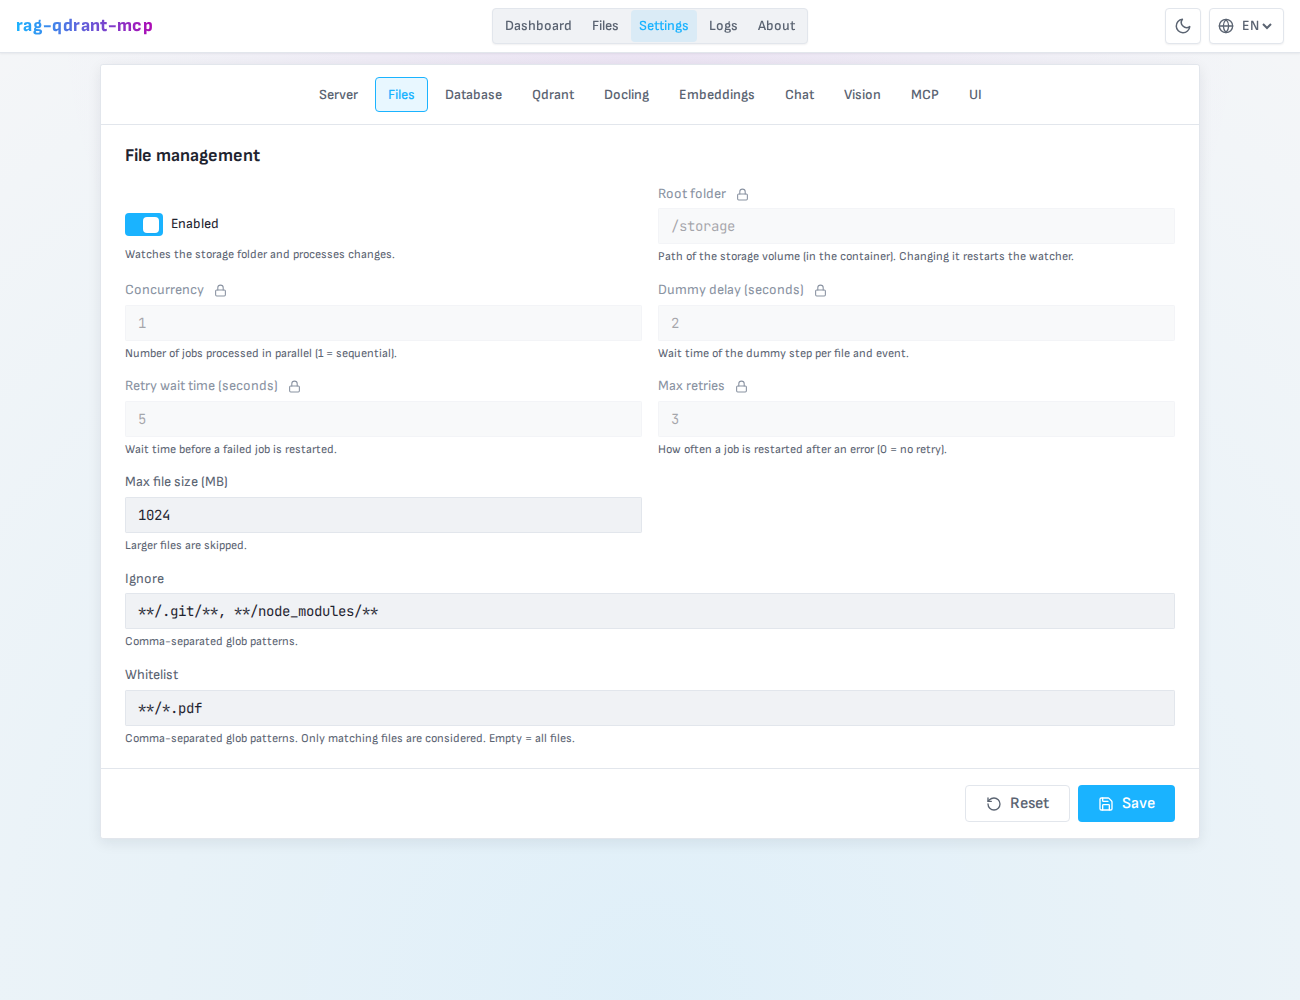 rag-qdrant-mcp
Dashboard Files Settings Logs About
EN
Server Files Database Qdrant Docling Embeddings Chat Vision MCP UI
File management
Enabled
Watches the storage folder and processes changes.
Root folder
/storage
Path of the storage volume (in the container). Changing it restarts the watcher.
Concurrency
1
Number of jobs processed in parallel (1 = sequential).
Dummy delay (seconds)
2
Wait time of the dummy step per file and event.
Retry wait time (seconds)
5
Wait time before a failed job is restarted.
Max retries
3
How often a job is restarted after an error (0 = no retry).
Max file size (MB)
1024
Larger files are skipped.
Ignore
**/.git/**, **/node_modules/**
Comma-separated glob patterns.
Whitelist
**/*.pdf
Comma-separated glob patterns. Only matching files are considered. Empty = all files.
Reset
Save